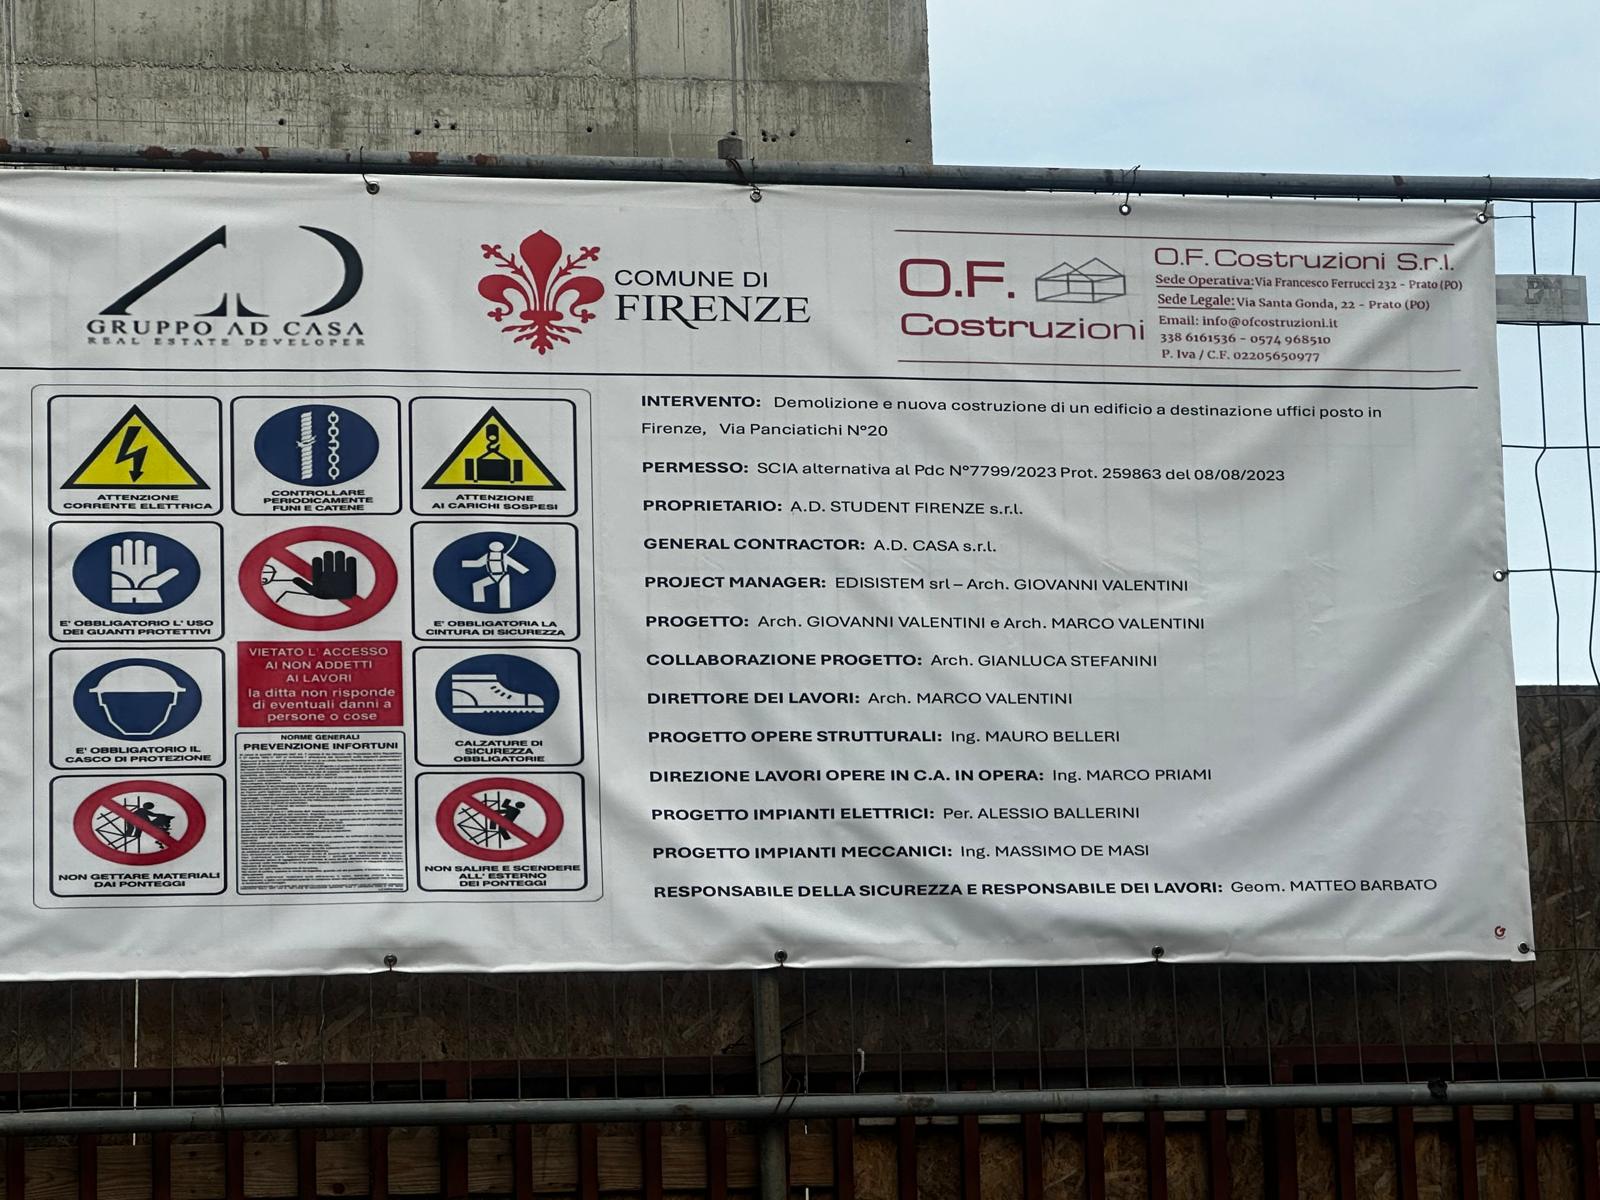 GRUPPO AD CASA
REAL ESTATE DEVELOPER
COMUNE DI
FIRENZE
O.F.
Costruzioni
O.F. Costruzioni S.r.l.
Sede Operativa: Via Francesco Ferrucci 232 - Prato (PO)
Sede Legale: Via Santa Gonda, 22 - Prato (PO)
Email: info@ofcostruzioni.it
338 6161536 - 0574 968510
P. Iva / C.F. 02205650977
ATTENZIONE
CORRENTE ELETTRICA
CONTROLLARE
PERIODICAMENTE
FUNI E CATENE
ATTENZIONE
AI CARICHI SOSPESI
E' OBBLIGATORIO L' USO
DEI GUANTI PROTETTIVI
E' OBBLIGATORIA LA
CINTURA DI SICUREZZA
VIETATO L' ACCESSO
AI NON ADDETTI
AI LAVORI
la ditta non risponde
di eventuali danni a
persone o cose
E' OBBLIGATORIO IL
CASCO DI PROTEZIONE
CALZATURE DI
SICUREZZA
OBBLIGATORIE
NORME GENERALI
PREVENZIONE INFORTUNI
NON GETTARE MATERIALI
DAI PONTEGGI
NON SALIRE E SCENDERE
ALL' ESTERNO
DEI PONTEGGI
INTERVENTO: Demolizione e nuova costruzione di un edificio a destinazione uffici posto in
Firenze, Via Panciatichi N°20
PERMESSO: SCIA alternativa al Pdc N°7799/2023 Prot. 259863 del 08/08/2023
PROPRIETARIO: A.D. STUDENT FIRENZE s.r.l.
GENERAL CONTRACTOR: A.D. CASA s.r.l.
PROJECT MANAGER: EDISISTEM srl – Arch. GIOVANNI VALENTINI
PROGETTO: Arch. GIOVANNI VALENTINI e Arch. MARCO VALENTINI
COLLABORAZIONE PROGETTO: Arch. GIANLUCA STEFANINI
DIRETTORE DEI LAVORI: Arch. MARCO VALENTINI
PROGETTO OPERE STRUTTURALI: Ing. MAURO BELLERI
DIREZIONE LAVORI OPERE IN C.A. IN OPERA: Ing. MARCO PRIAMI
PROGETTO IMPIANTI ELETTRICI: Per. ALESSIO BALLERINI
PROGETTO IMPIANTI MECCANICI: Ing. MASSIMO DE MASI
RESPONSABILE DELLA SICUREZZA E RESPONSABILE DEI LAVORI: Geom. MATTEO BARBATO